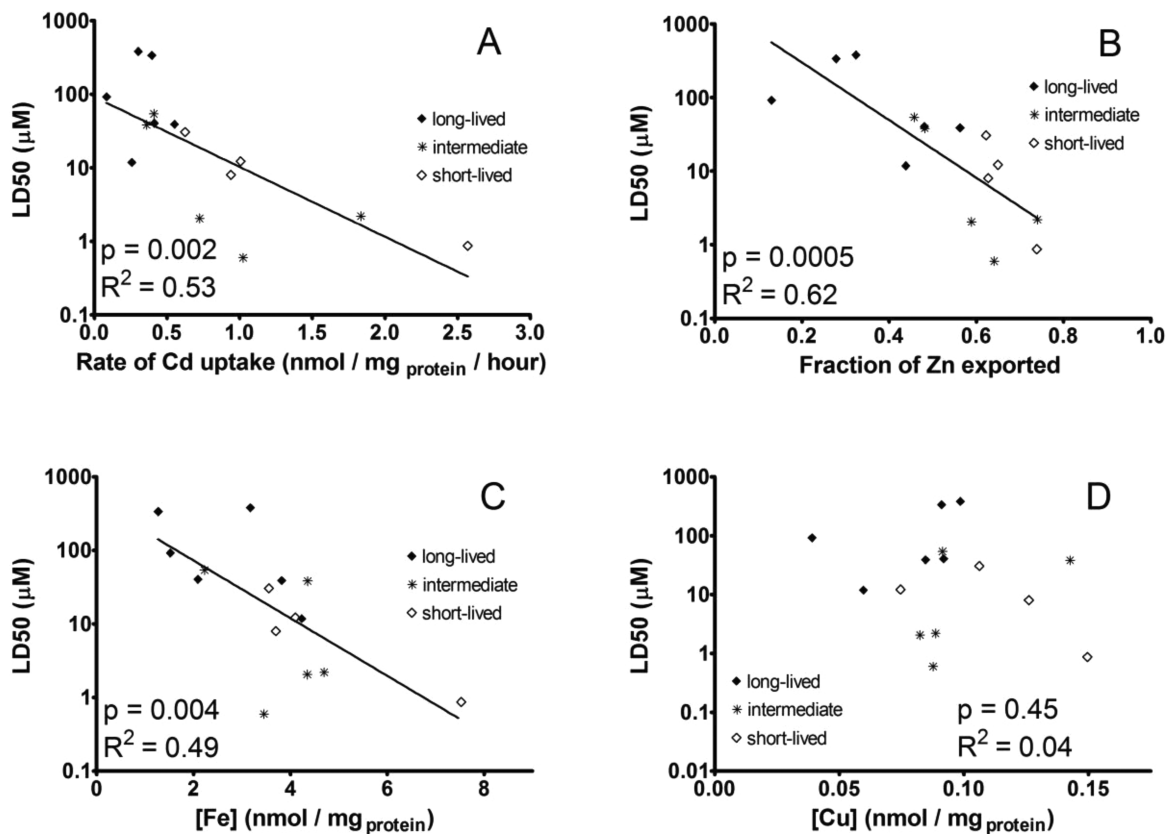 A
1000
100
10
1
0.1
LD50 (μM)
long-lived
intermediate
short-lived
p = 0.002
R² = 0.53
0.0 0.5 1.0 1.5 2.0 2.5 3.0
Rate of Cd uptake (nmol / mg protein / hour)
B
1000
100
10
1
0.1
LD50 (μM)
long-lived
intermediate
short-lived
p = 0.0005
R² = 0.62
0.0 0.2 0.4 0.6 0.8 1.0
Fraction of Zn exported
C
1000
100
10
1
0.1
LD50 (μM)
long-lived
intermediate
short-lived
p = 0.004
R² = 0.49
0 2 4 6 8
[Fe] (nmol / mg protein)
D
1000
100
10
1
0.1
0.01
LD50 (μM)
long-lived
intermediate
short-lived
p = 0.45
R² = 0.04
0.00 0.05 0.10 0.15
[Cu] (nmol / mg protein)